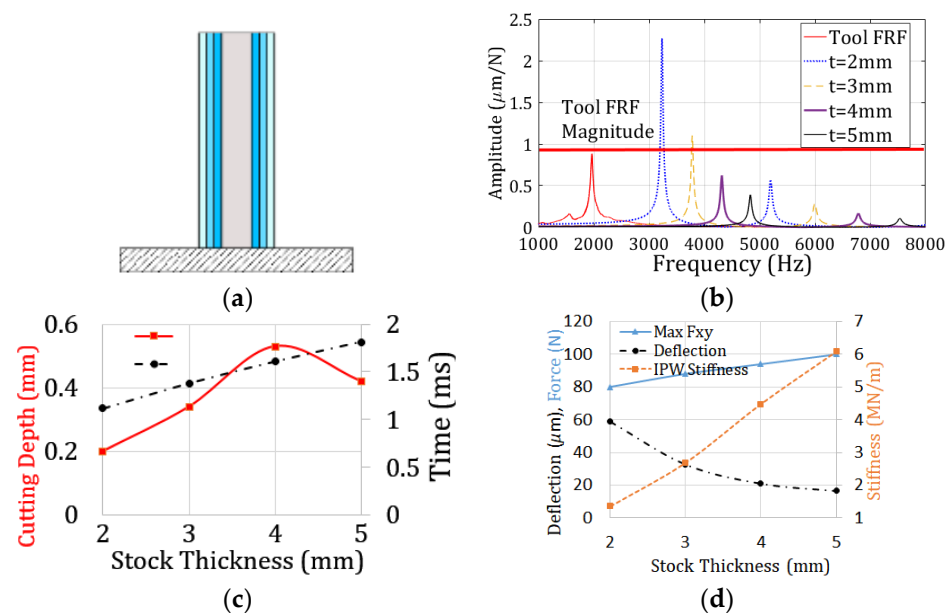 (a)
2.5
2
1.5
1
0.5
0
Amplitude (μm/N)
Tool FRF
Magnitude
Tool FRF
t=2mm
t=3mm
t=4mm
t=5mm
1000 2000 3000 4000 5000 6000 7000 8000
Frequency (Hz)
(b)
0.6
0.4
0.2
0
Cutting Depth (mm)
2
1.5
1
0.5
0
Time (ms)
2 3 4 5
Stock Thickness (mm)
(c)
120
100
80
60
40
20
0
Deflection (μm), Force (N)
Max Fxy
Deflection
IPW Stiffness
7
6
5
4
3
2
1
Stiffness (MN/m)
2 3 4 5
Stock Thickness (mm)
(d)